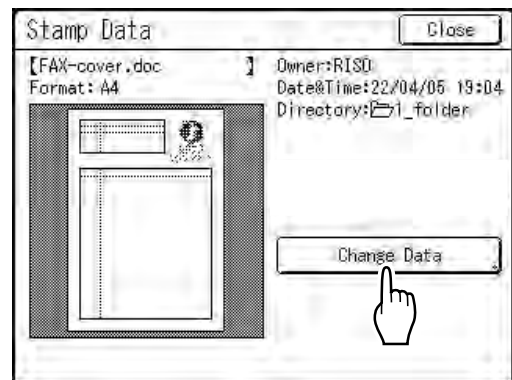 Stamp Data
Close
【FAX-cover.doc 】
Format: A4
Owner:RISO
Date&Time:22/04/05 19:04
Directory:1_folder
Change Data